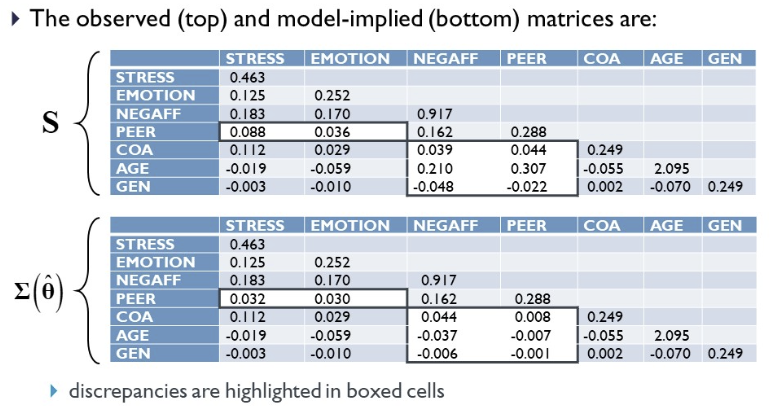 The observed (top) and model-implied (bottom) matrices are:
STRESS EMOTION NEGAFF PEER COA AGE GEN
STRESS 0.463
EMOTION 0.125 0.252
NEGAFF 0.183 0.170 0.917
S
PEER 0.088 0.036 0.162 0.288
COA 0.112 0.029 0.039 0.044 0.249
AGE -0.019 -0.059 0.210 0.307 -0.055 2.095
GEN -0.003 -0.010 -0.048 -0.022 0.002 -0.070 0.249
STRESS EMOTION NEGAFF PEER COA AGE GEN
STRESS 0.463
EMOTION 0.125 0.252
NEGAFF 0.183 0.170 0.917
Σ(θ̂)
PEER 0.032 0.030 0.162 0.288
COA 0.112 0.029 0.044 0.008 0.249
AGE -0.019 -0.059 -0.037 -0.007 -0.055 2.095
GEN -0.003 -0.010 -0.006 -0.001 0.002 -0.070 0.249
discrepancies are highlighted in boxed cells